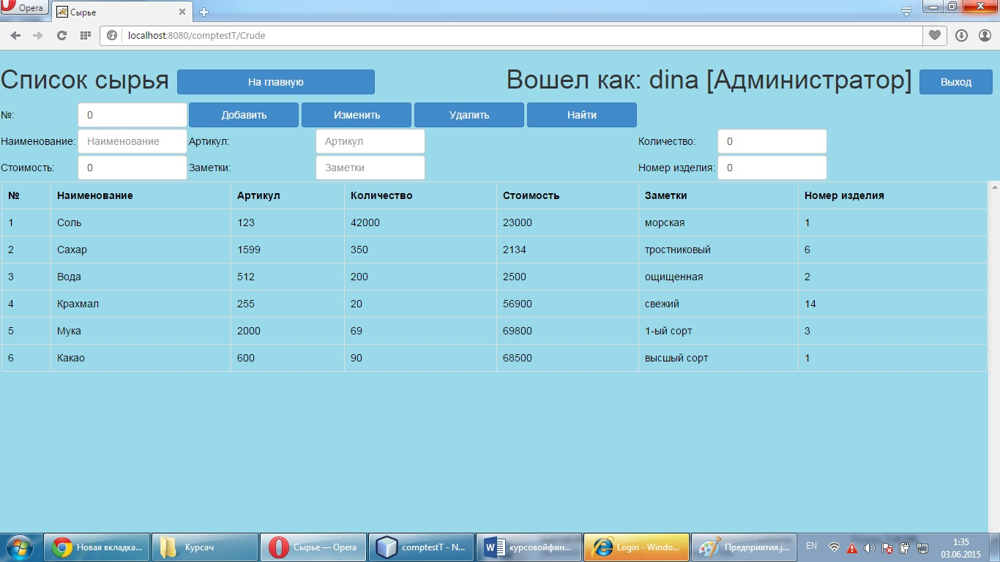 Opera
Сырье
localhost:8080/comptestT/Crude
Список сырья На главную Вошел как: dina [Администратор] Выход
№: 0 Добавить Изменить Удалить Найти
Наименование: Наименование Артикул: Артикул Количество: 0
Стоимость: 0 Заметки: Заметки Номер изделия: 0
№ Наименование Артикул Количество Стоимость Заметки Номер изделия
1 Соль 123 42000 23000 морская 1
2 Сахар 1599 350 2134 тростниковый 6
3 Вода 512 200 2500 ощищенная 2
4 Крахмал 255 20 56900 свежий 14
5 Мука 2000 69 69800 1-ый сорт 3
6 Какао 600 90 68500 высшый сорт 1
Новая вкладка... Курсач Сырье — Opera comptestT - N... курсовойфин... Login - Windo... Предприятия.j... EN 1:35
03.06.2015